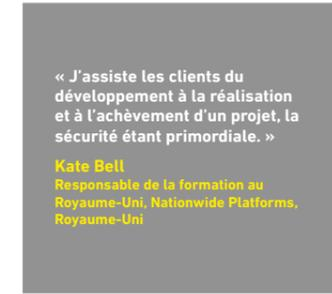 « J'assiste les clients du
développement à la réalisation
et à l'achèvement d'un projet, la
sécurité étant primordiale. »
Kate Bell
Responsable de la formation au
Royaume-Uni, Nationwide Platforms,
Royaume-Uni